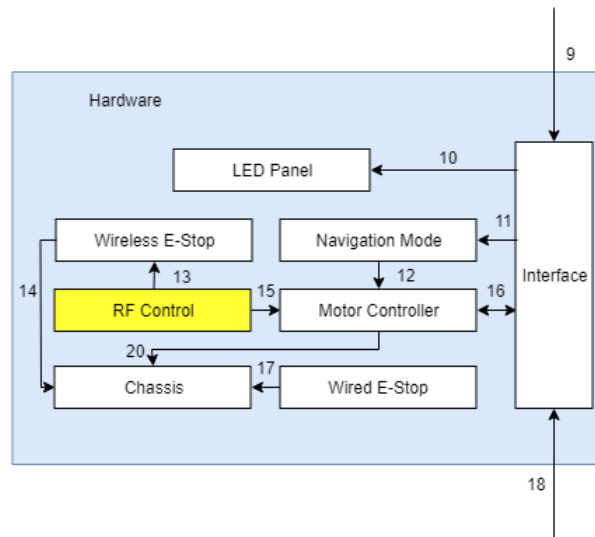 9
Hardware
10
LED Panel
11
Wireless E-Stop
Navigation Mode
13
12
Interface
14
15
16
RF Control
Motor Controller
20
17
Chassis
Wired E-Stop
18